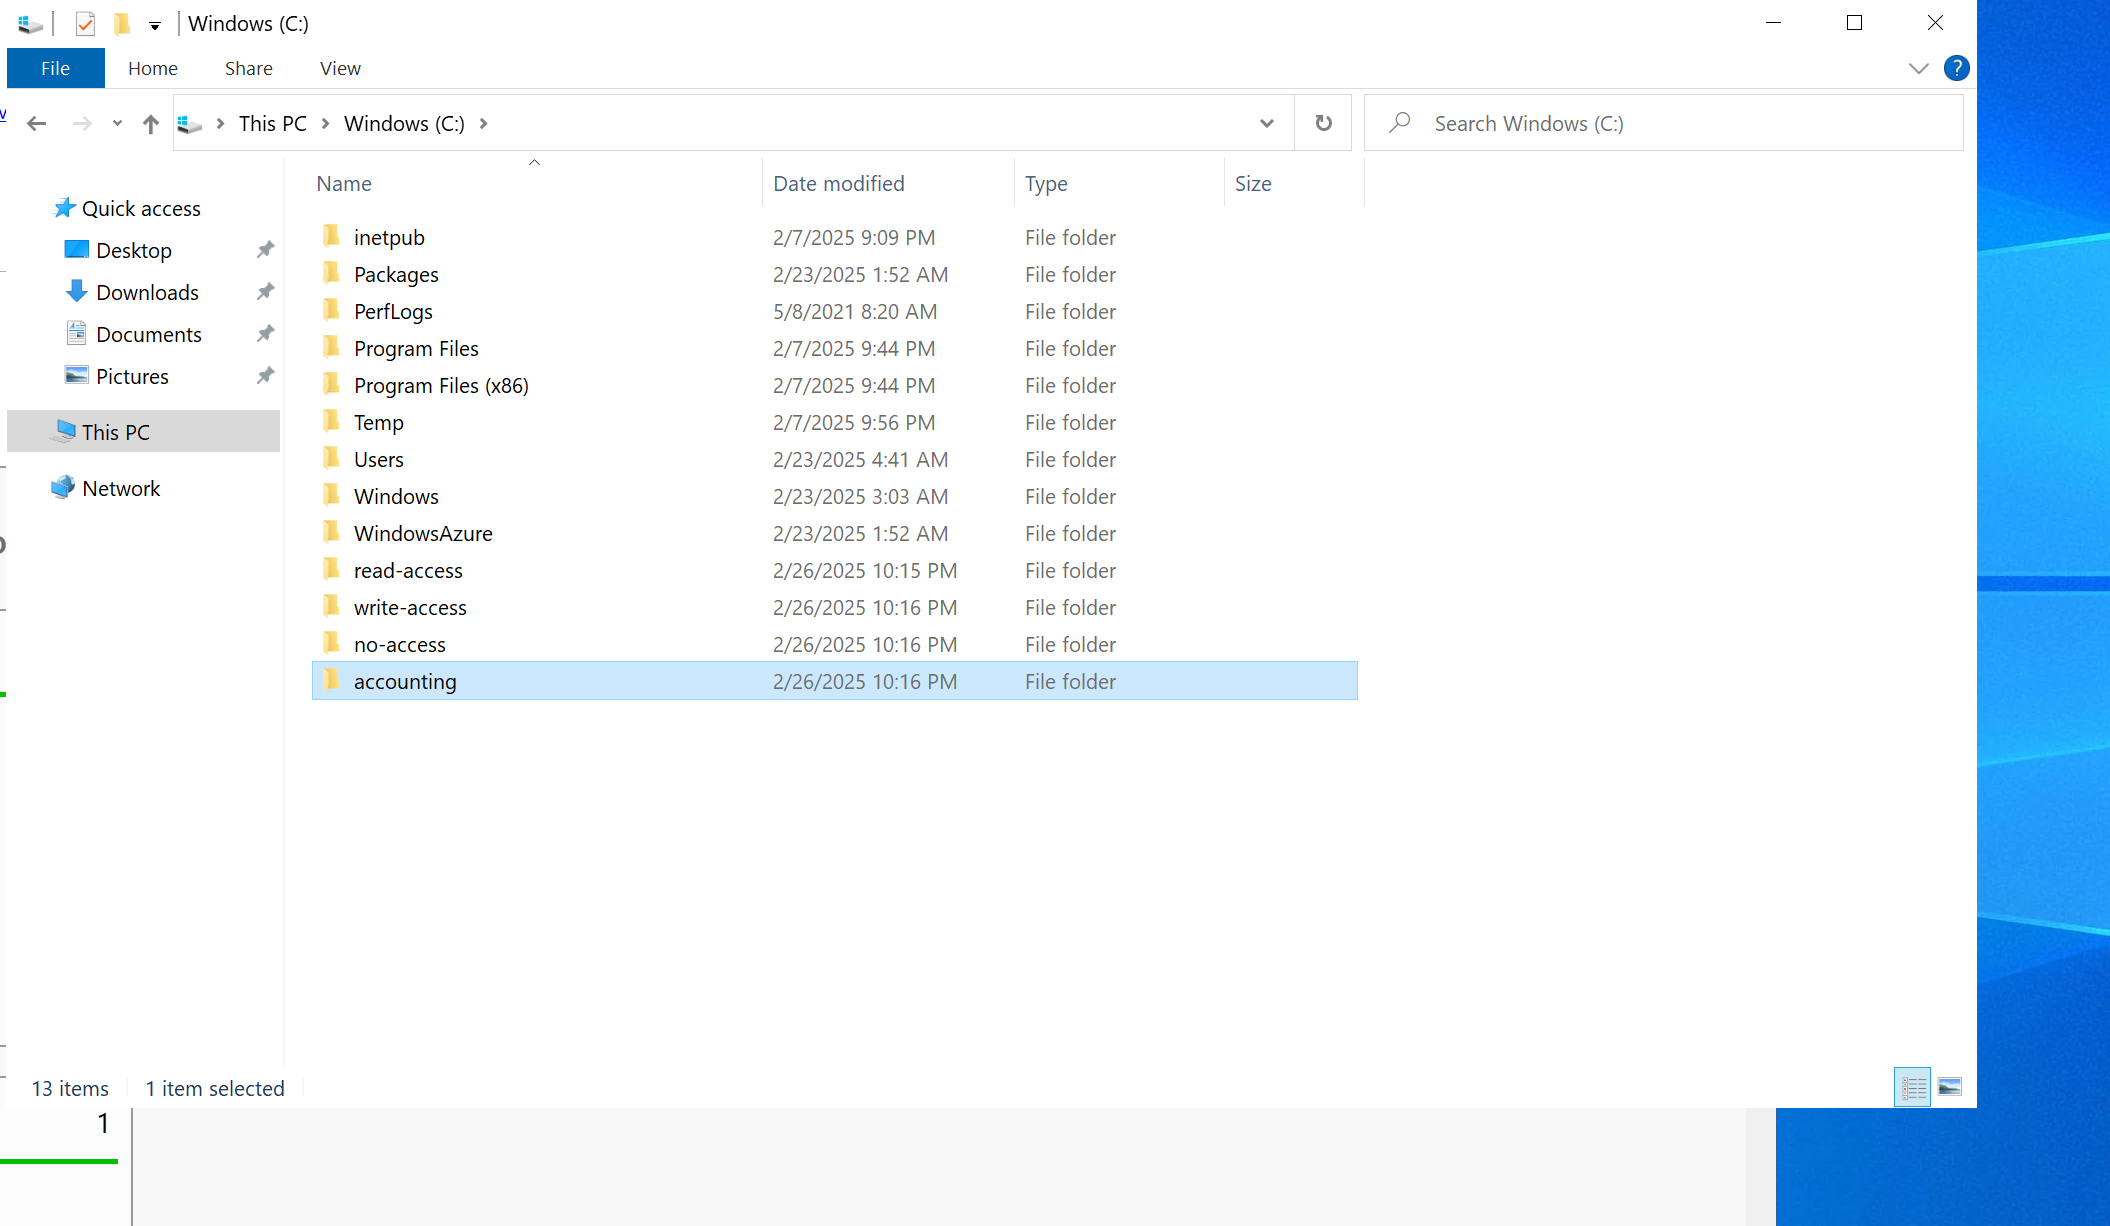 Windows (C:)
File Home Share View ?
This PC > Windows (C:) > Search Windows (C:)
Name Date modified Type Size
Quick access
Desktop
Downloads
Documents
Pictures
This PC
Network
inetpub 2/7/2025 9:09 PM File folder
Packages 2/23/2025 1:52 AM File folder
PerfLogs 5/8/2021 8:20 AM File folder
Program Files 2/7/2025 9:44 PM File folder
Program Files (x86) 2/7/2025 9:44 PM File folder
Temp 2/7/2025 9:56 PM File folder
Users 2/23/2025 4:41 AM File folder
Windows 2/23/2025 3:03 AM File folder
WindowsAzure 2/23/2025 1:52 AM File folder
read-access 2/26/2025 10:15 PM File folder
write-access 2/26/2025 10:16 PM File folder
no-access 2/26/2025 10:16 PM File folder
accounting 2/26/2025 10:16 PM File folder
13 items 1 item selected
1